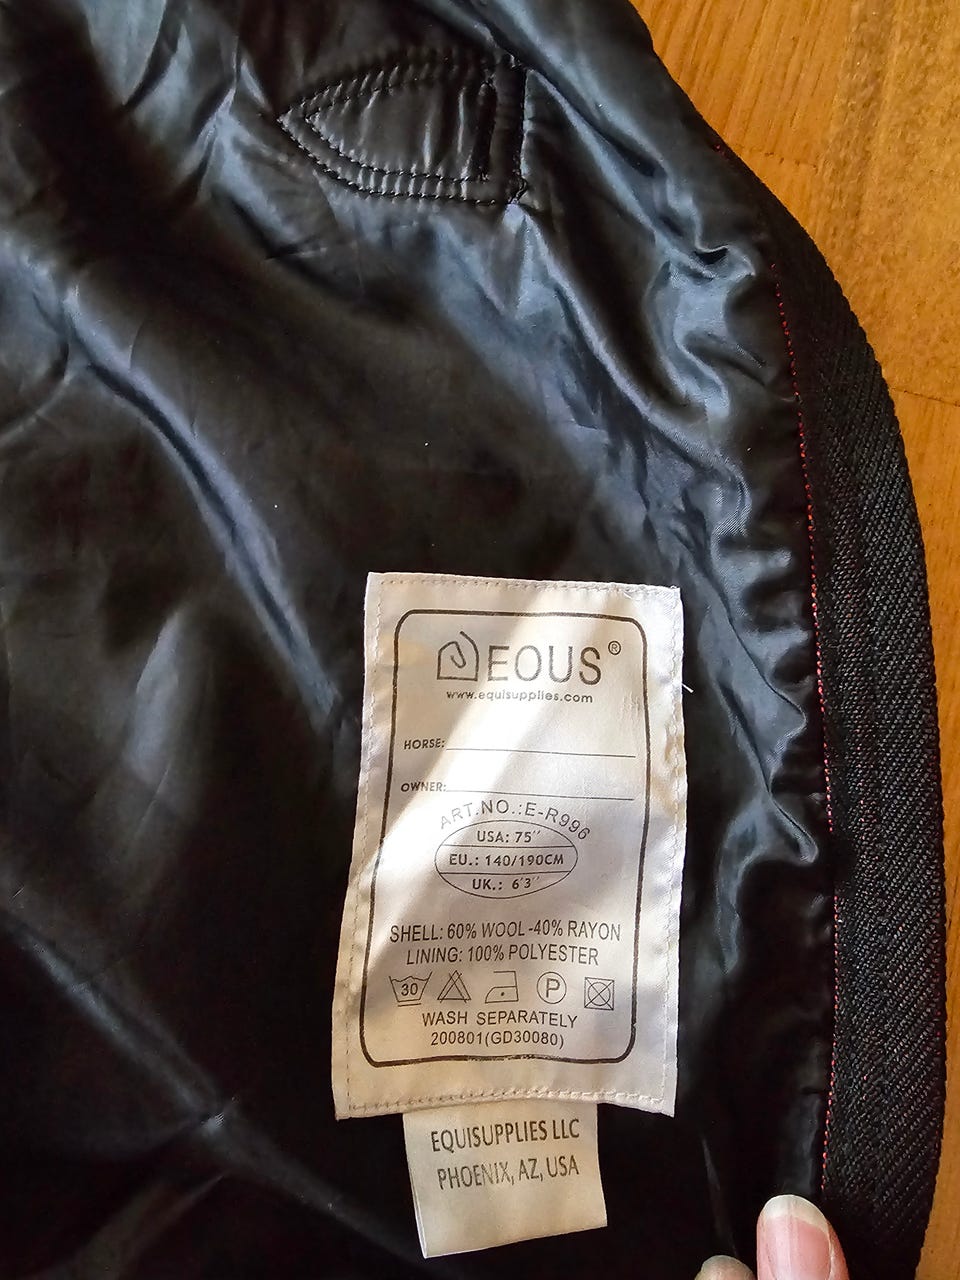 EOUS®
www.equisupplies.com
HORSE:
OWNER:
ART.NO.:E-R996
USA: 75''
EU.: 140/190CM
UK.: 6'3''
SHELL: 60% WOOL-40% RAYON
LINING: 100% POLYESTER
30 P
WASH SEPARATELY
200801(GD30080)
EQUISUPPLIES LLC
PHOENIX, AZ, USA